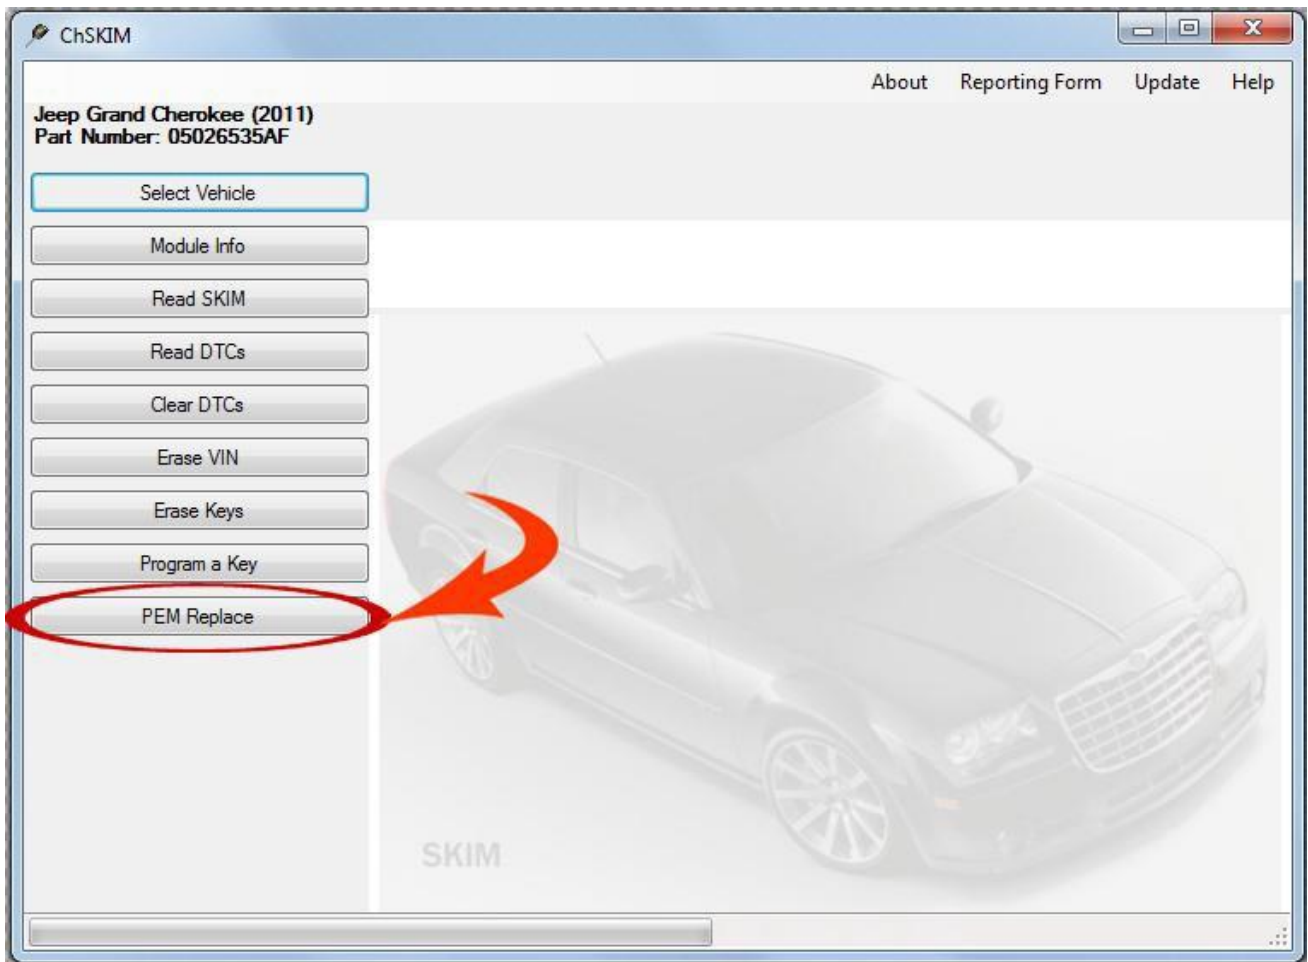 ChSKIM
About Reporting Form Update Help
Jeep Grand Cherokee (2011)
Part Number: 05026535AF
Select Vehicle
Module Info
Read SKIM
Read DTCs
Clear DTCs
Erase VIN
Erase Keys
Program a Key
PEM Replace
SKIM